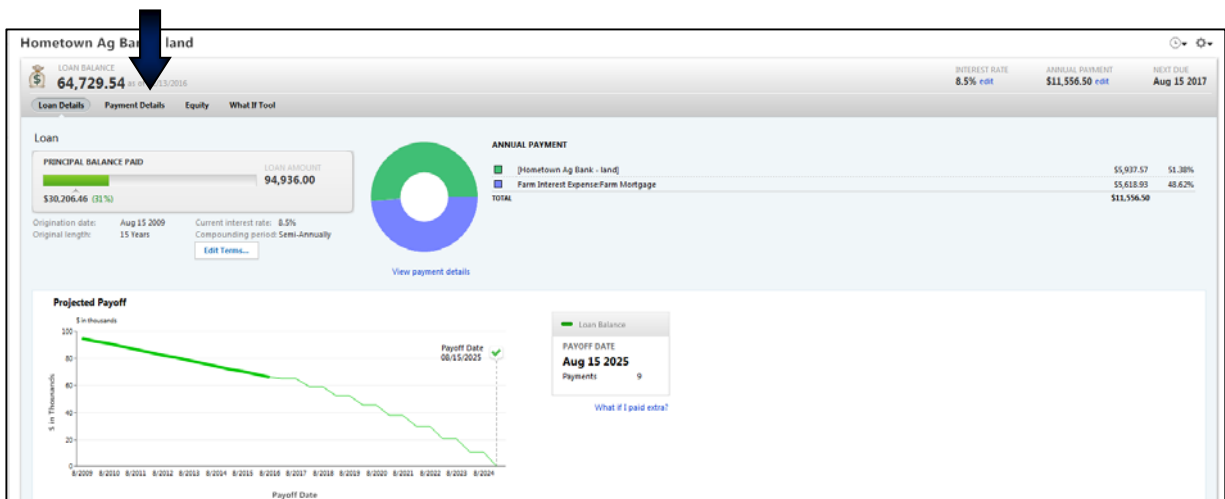 Hometown Ag Bank land
LOAN BALANCE
64,729.54 as of /13/2016
INTEREST RATE
8.5% edit
ANNUAL PAYMENT
$11,556.50 edit
NEXT DUE
Aug 15 2017
Loan Details Payment Details Equity What If Tool
Loan
PRINCIPAL BALANCE PAID
LOAN AMOUNT
94,936.00
$30,206.46 (31%)
Origination date: Aug 15 2009 Current interest rate: 8.5%
Original length: 15 Years Compounding period: Semi-Annually
Edit Terms...
View payment details
ANNUAL PAYMENT
[Hometown Ag Bank - land] $5,937.57 51.38%
Farm Interest Expense:Farm Mortgage $5,618.93 48.62%
TOTAL $11,556.50
Projected Payoff
$ in thousands
100
80
60
40
20
0
$ in Thousands
Payoff Date
08/15/2025
8/2009 8/2010 8/2011 8/2012 8/2013 8/2014 8/2015 8/2016 8/2017 8/2018 8/2019 8/2020 8/2021 8/2022 8/2023 8/2024
Payoff Date
Loan Balance
PAYOFF DATE
Aug 15 2025
Payments 9
What if I paid extra?